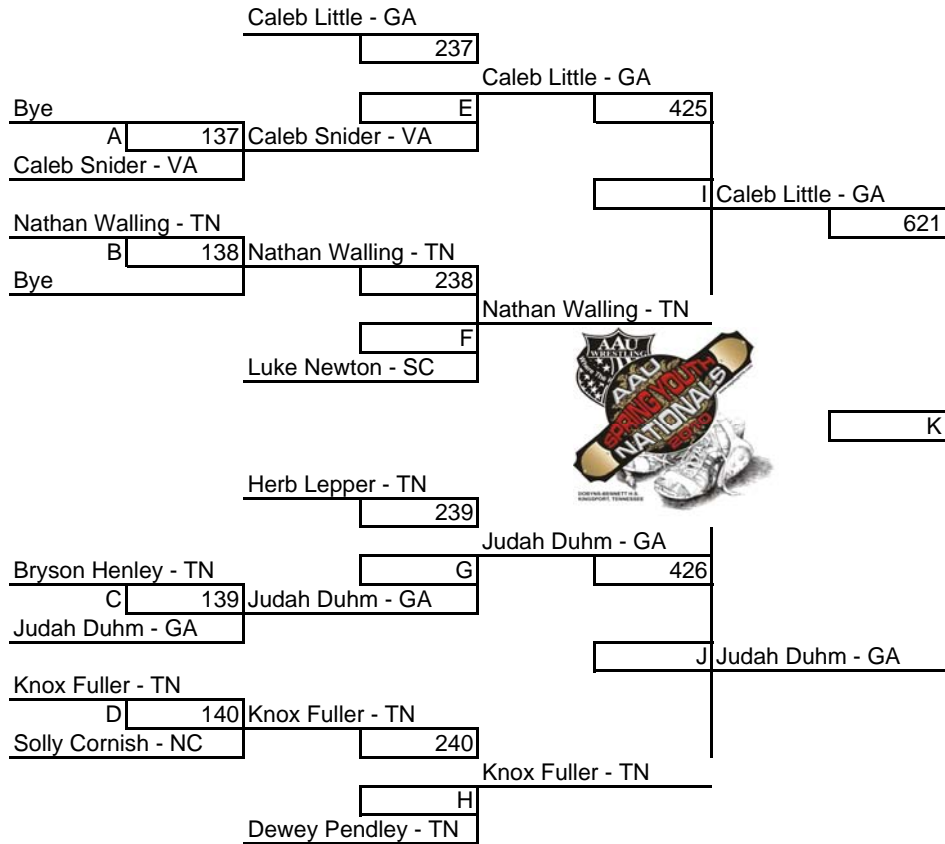 Caleb Little - GA
237
Caleb Little - GA
Bye
E
425
A 137 Caleb Snider - VA
Caleb Snider - VA
I Caleb Little - GA
Nathan Walling - TN
621
B 138 Nathan Walling - TN
Bye
238
Nathan Walling - TN
F
Luke Newton - SC
AAU
WRESTLING
AAU
SPRING YOUTH
NATIONALS
2010
DOBYNS-BENNETT H.S.
KINGSPORT, TENNESSEE
K
Herb Lepper - TN
239
Judah Duhm - GA
Bryson Henley - TN
G
426
C 139 Judah Duhm - GA
Judah Duhm - GA
J Judah Duhm - GA
Knox Fuller - TN
D 140 Knox Fuller - TN
Solly Cornish - NC
240
Knox Fuller - TN
H
Dewey Pendley - TN